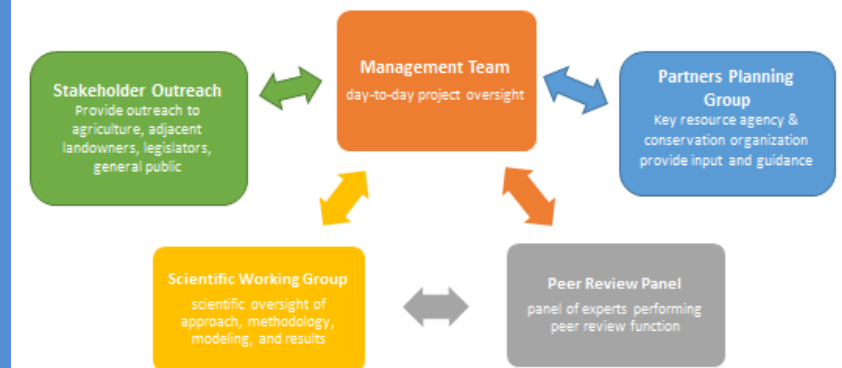 Management Team
day-to-day project oversight
Stakeholder Outreach
Provide outreach to
agriculture, adjacent
landowners, legislators,
general public
Partners Planning
Group
Key resource agency &
conservation organization
provide input and guidance
Scientific Working Group
scientific oversight of
approach, methodology,
modeling, and results
Peer Review Panel
panel of experts performing
peer review function